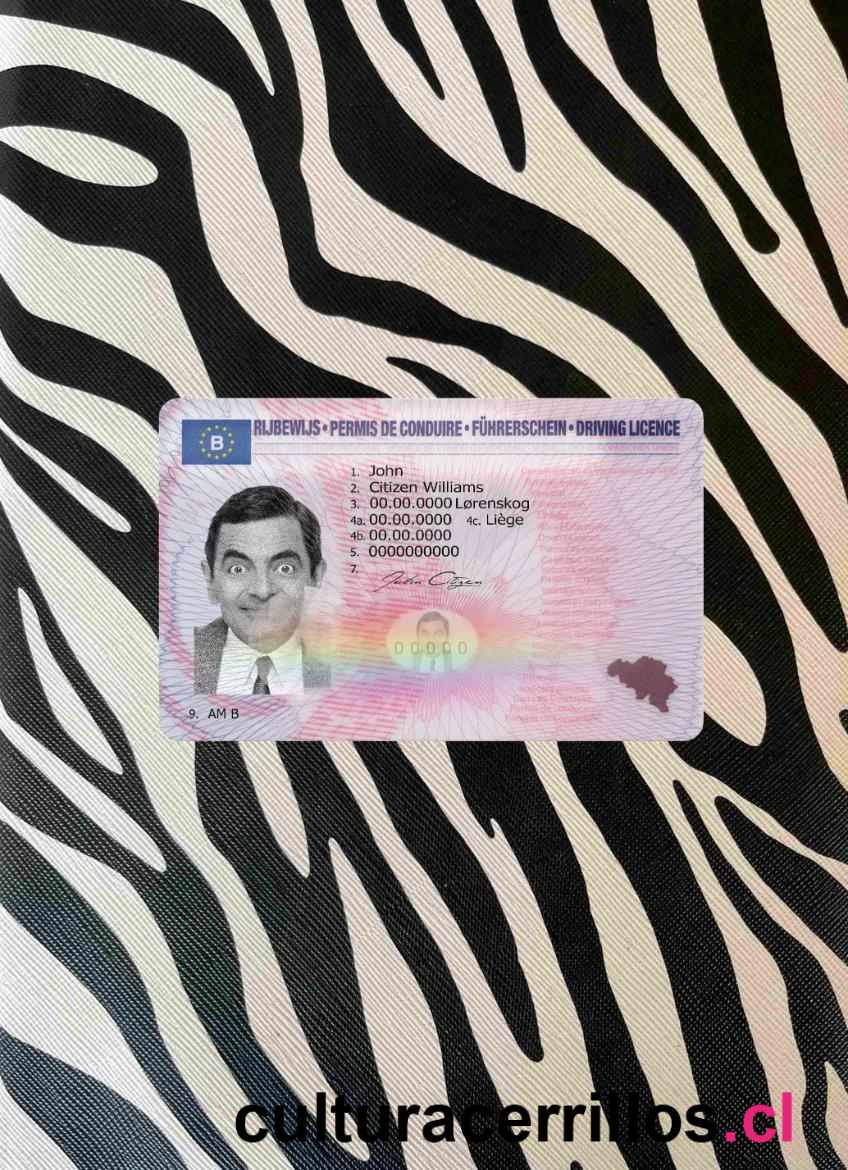 B RIJBEWIJS • PERMIS DE CONDUIRE • FÜHRERSCHEIN • DRIVING LICENCE
1. John
2. Citizen Williams
3. 00.00.0000 Lørenskog
4a. 00.00.0000 4c. Liège
4b. 00.00.0000
5. 0000000000
7. John Citzen
00000
9. AM B
culturacerrillos.cl